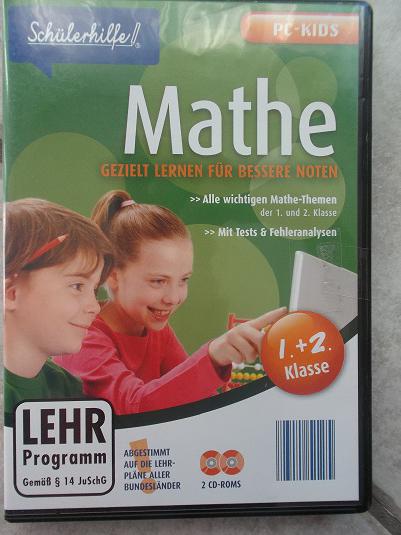 Schülerhilfe!®
PC-KIDS
Mathe
GEZIELT LERNEN FÜR BESSERE NOTEN
>> Alle wichtigen Mathe-Themen
der 1. und 2. Klasse
>> Mit Tests & Fehleranalysen
1.+2.
Klasse
LEHR
Programm
Gemäß § 14 JuSchG
ABGESTIMMT
AUF DIE LEHR-
PLÄNE ALLER
BUNDESLÄNDER
2 CD-ROMS